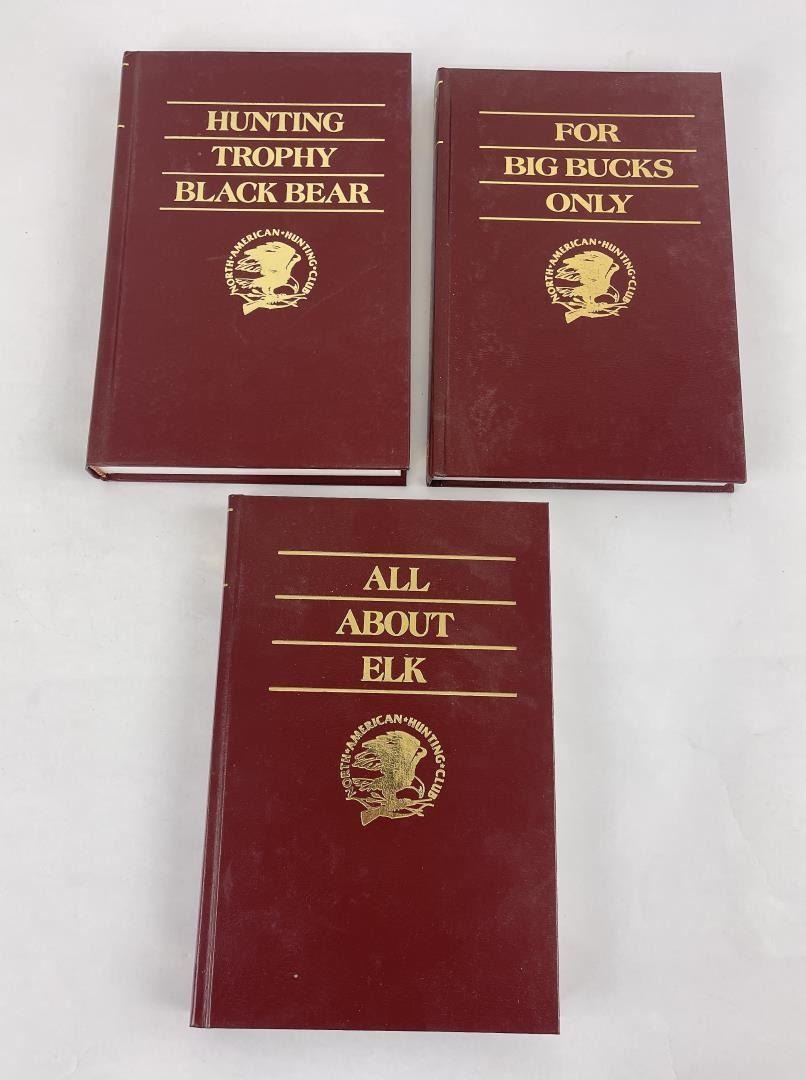 HUNTING
TROPHY
BLACK BEAR
NORTH•AMERICAN•HUNTING•CLUB
FOR
BIG BUCKS
ONLY
NORTH•AMERICAN•HUNTING•CLUB
ALL
ABOUT
ELK
NORTH•AMERICAN•HUNTING•CLUB